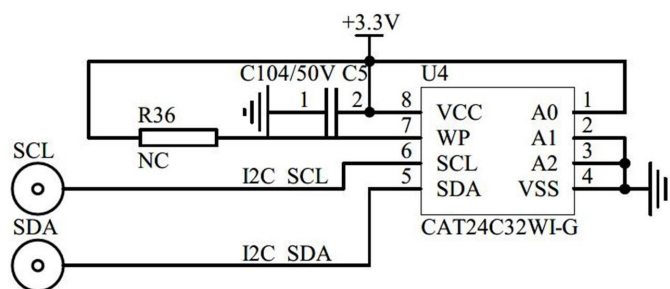 +3.3V
C104/50V C5 U4
1 2 8 VCC A0 1
R36 7 WP A1 2
NC 6 SCL A2 3
SCL I2C SCL 5 SDA VSS 4
SDA I2C SDA CAT24C32WI-G